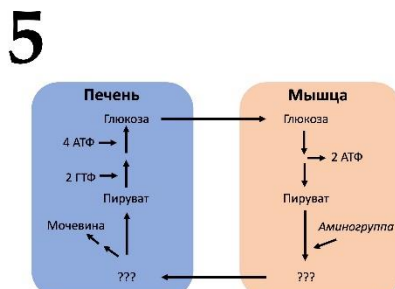 5
Печень
Глюкоза
4 АТФ
2 ГТФ
Пируват
Мочевина
???
Мышца
Глюкоза
2 АТФ
Пируват
Аминогруппа
???